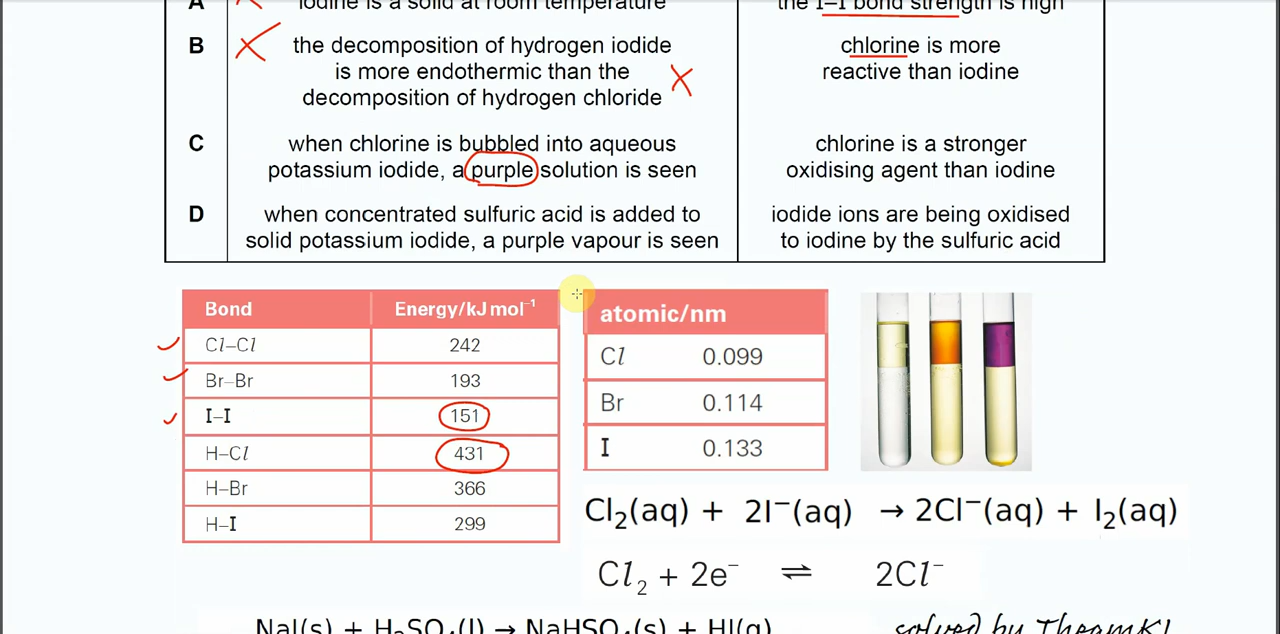 A iodine is a solid at room temperature the I–I bond strength is high
B the decomposition of hydrogen iodide chlorine is more
is more endothermic than the reactive than iodine
decomposition of hydrogen chloride
C when chlorine is bubbled into aqueous chlorine is a stronger
potassium iodide, a purple solution is seen oxidising agent than iodine
D when concentrated sulfuric acid is added to iodide ions are being oxidised
solid potassium iodide, a purple vapour is seen to iodine by the sulfuric acid
Bond Energy/kJ mol⁻¹
Cl–Cl 242
Br–Br 193
I–I 151
H–Cl 431
H–Br 366
H–I 299
atomic/nm
Cl 0.099
Br 0.114
I 0.133
Cl₂(aq) + 2I⁻(aq) → 2Cl⁻(aq) + I₂(aq)
Cl₂ + 2e⁻ ⇌ 2Cl⁻
NaI(s) + H₂SO₄(l) → NaHSO₄(s) + HI(g)
solved by